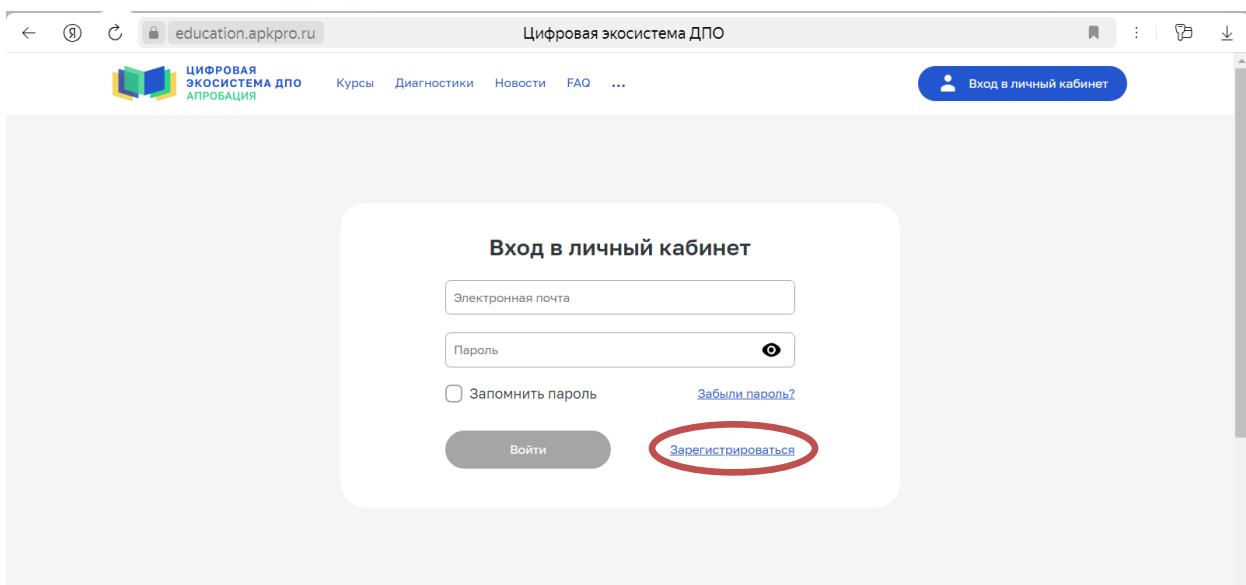 education.apkpro.ru
Цифровая экосистема ДПО
ЦИФРОВАЯ
ЭКОСИСТЕМА ДПО
АПРОБАЦИЯ
Курсы Диагностики Новости FAQ ...
Вход в личный кабинет
Вход в личный кабинет
Электронная почта
Пароль
Запомнить пароль Забыли пароль?
Войти Зарегистрироваться